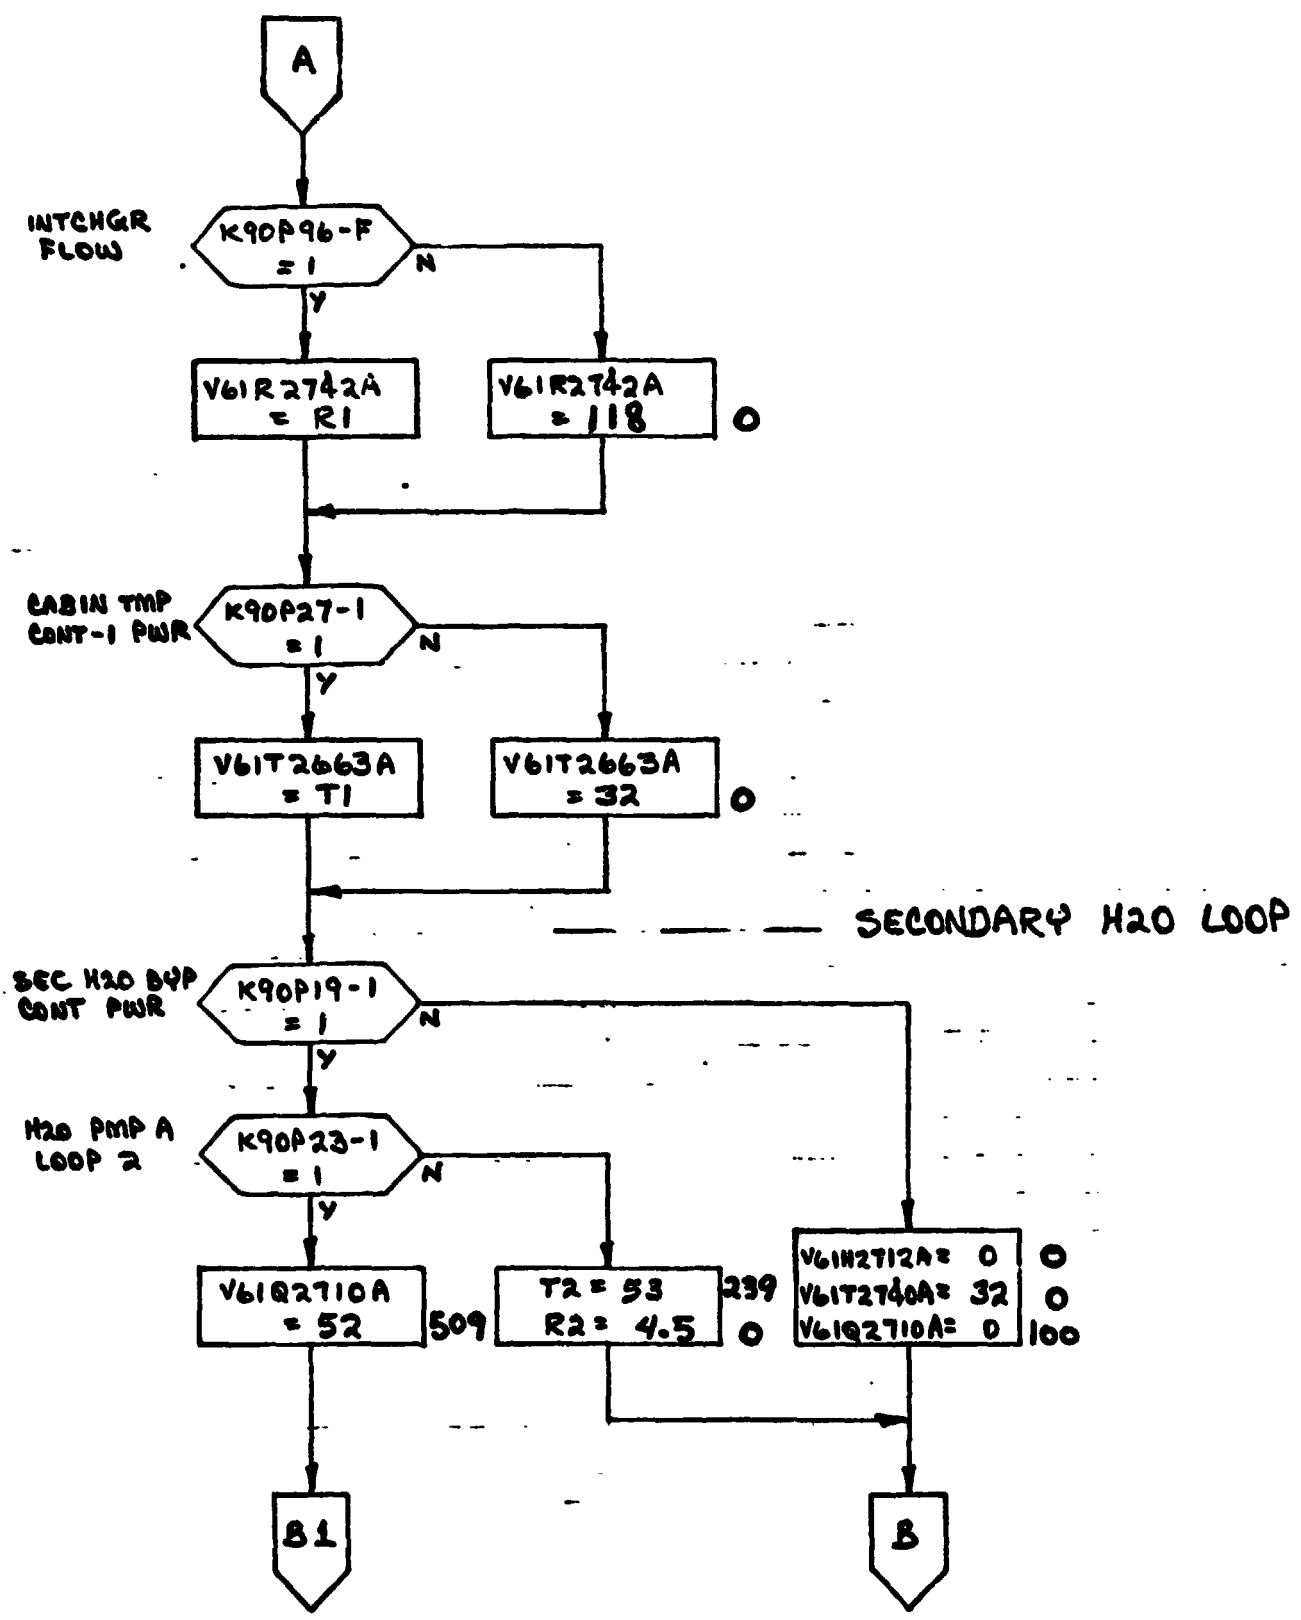 A
INTCHGR
FLOW
K90P96-F
= 1
N
Y
V61R2742A
= R1
V61R2742A
= 118
0
CABIN TMP
CONT-1 PWR
K90P27-1
= 1
N
Y
V61T2663A
= T1
V61T2663A
= 32
0
SECONDARY H2O LOOP
SEC H2O BYP
CONT PWR
K90P19-1
= 1
N
Y
H2O PMP A
LOOP 2
K90P23-1
= 1
N
Y
V61Q2710A
= 52
509
T2 = 53
239
R2 = 4.5
0
V61H2712A= 0
0
V61T2740A= 32
0
V61Q2710A= 0
100
B1
B